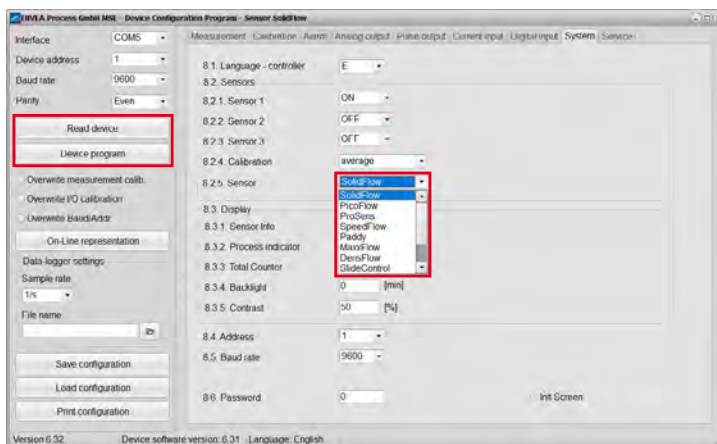 ENVEA Process GmbH MSE - Device Configuration Program - Sensor SolidFlow
Interface COM5
Device address 1
Baud rate 9600
Parity Even
Read device
Device program
Overwrite measurement calib.
Overwrite I/O calibration
Overwrite Baud/Addr
On-Line representation
Data-logger settings
Sample rate
1/s
File name
Save configuration
Load configuration
Print configuration
Measurement Calibration Alarm Analog output Pulse output Current input Digital input System Service
8.1. Language - controller E
8.2. Sensors
8.2.1. Sensor 1 ON
8.2.2. Sensor 2 OFF
8.2.3. Sensor 3 OFF
8.2.4. Calibration average
8.2.5. Sensor SolidFlow
SolidFlow
PicoFlow
ProSens
SpeedFlow
Paddy
MaxxFlow
DensFlow
SlideControl
8.3. Display
8.3.1. Sensor Info
8.3.2. Process indicator
8.3.3. Total Counter
8.3.4. Backlight 0 [min]
8.3.5. Contrast 50 [%]
8.4. Address 1
8.5. Baud rate 9600
8.6. Password 0 Init Screen
Version 6.32 Device software version: 6.31 Language: English